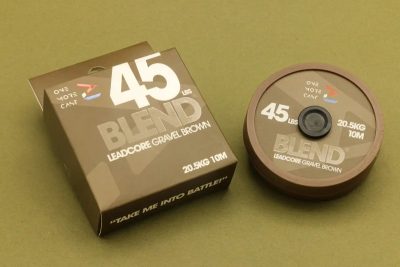 ONE
MORE
CAST
45 LBS
BLEND
LEADCORE GRAVEL BROWN
20.5KG 10M
"TAKE ME INTO BATTLE!"
ONE
MORE
CAST
45 LBS
20.5KG
10M
BLEND
LEADCORE GRAVEL BROWN